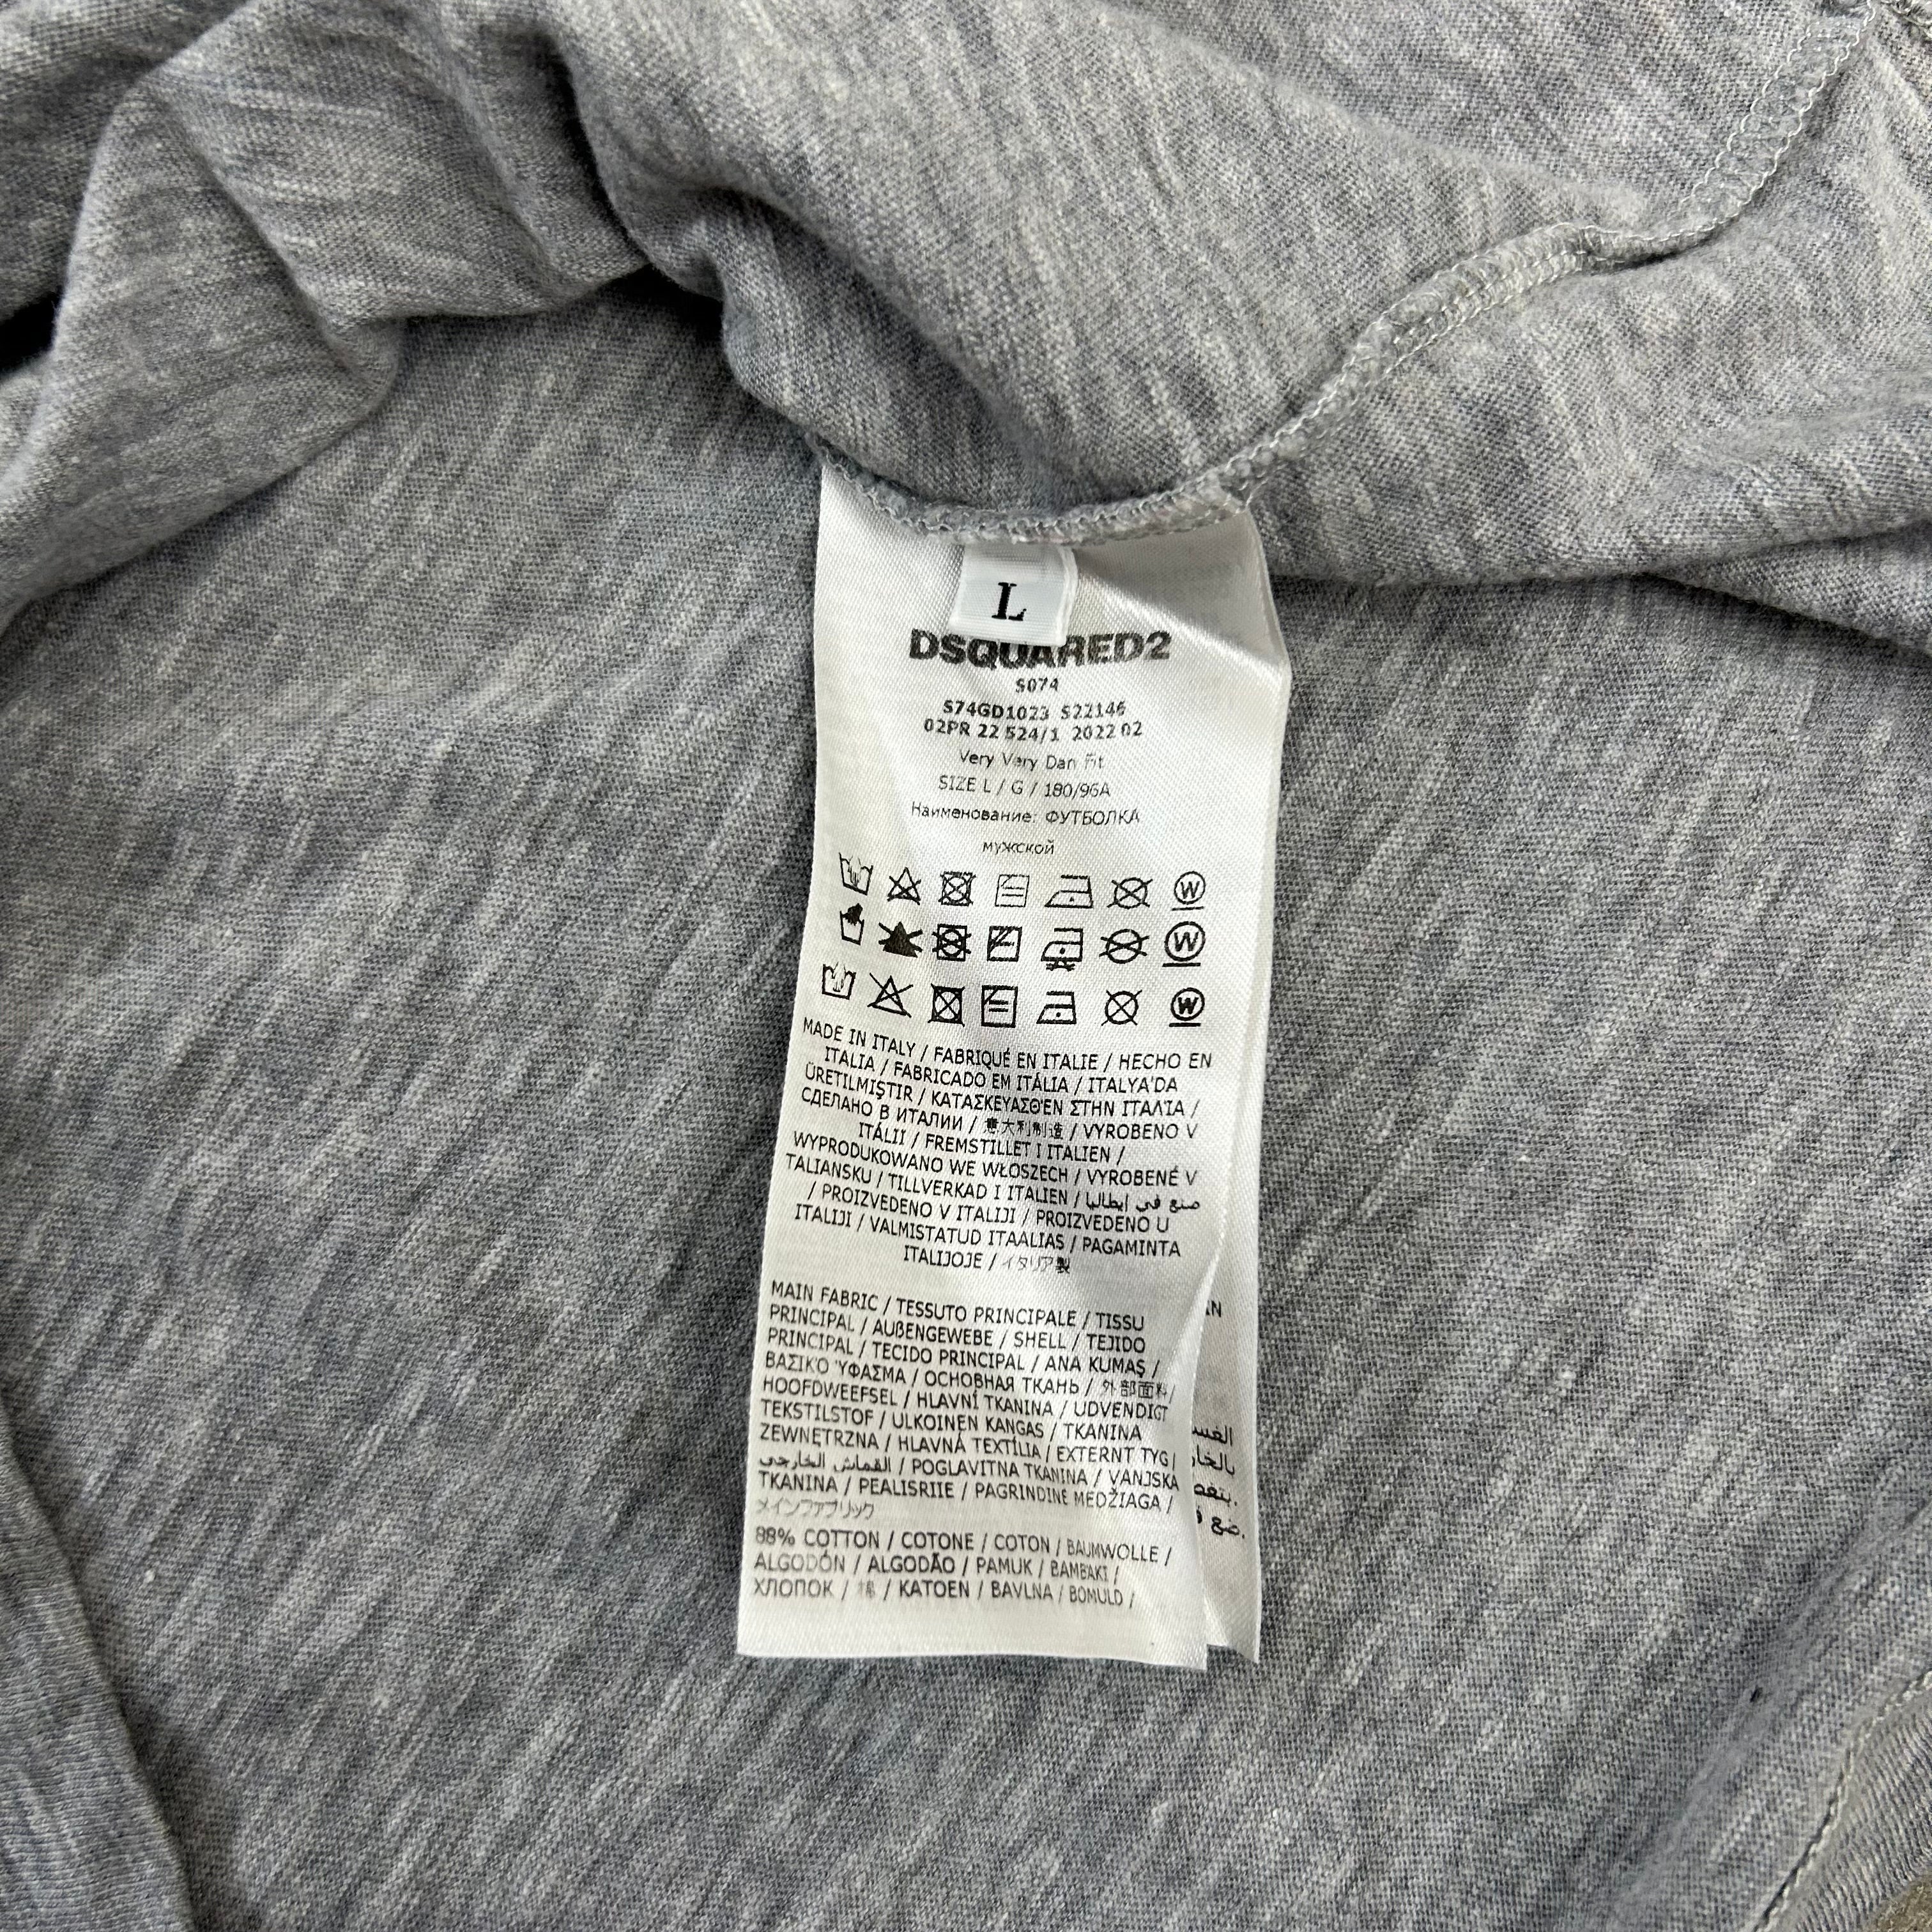 L
DSQUARED2
S074
S74GD1023 S22146
02PR 22 524/1 2022 02
Very Very Dan Fit
SIZE L / G / 180/96A
Наименование: ФУТБОЛКА
мужской
W
W
W
MADE IN ITALY / FABRIQUÉ EN ITALIE / HECHO EN
ITALIA / FABRICADO EM ITÁLIA / ITALYA'DA
ÜRETILMIŞTIR / ΚΑΤΑΣΚΕΥΑΣΘ'ΕΝ ΣΤΗΝ ΙΤΑΛΊΑ /
СДЕЛАНО В ИТАЛИИ / 意大利制造 / VYROBENO V
ITÁLII / FREMSTILLET I ITALIEN /
WYPRODUKOWANO WE WŁOSZECH / VYROBENÉ V
TALIANSKU / TILLVERKAD I ITALIEN / صنع في إيطاليا
/ PROIZVEDENO V ITALIJI / PROIZVEDENO U
ITALIJI / VALMISTATUD ITAALIAS / PAGAMINTA
ITALIJOJE / イタリア製
MAIN FABRIC / TESSUTO PRINCIPALE / TISSU
PRINCIPAL / AUßENGEWEBE / SHELL / TEJIDO
PRINCIPAL / TECIDO PRINCIPAL / ANA KUMAŞ /
ΒΑΣΙΚ'Ο 'ΥΦΑΣΜΑ / ОСНОВНАЯ ТКАНЬ / 外部面料 /
HOOFDWEEFSEL / HLAVNÍ TKANINA / UDVENDIGT
TEKSTILSTOF / ULKOINEN KANGAS / TKANINA
ZEWNĘTRZNA / HLAVNÁ TEXTÍLIA / EXTERNT TYG /
القماش الخارجي / POGLAVITNA TKANINA / VANJSKA
TKANINA / PEALISRIIE / PAGRINDINĖ MEDŽIAGA /
メインファブリック
88% COTTON / COTONE / COTON / BAUMWOLLE /
ALGODÓN / ALGODÃO / PAMUK / BAMBAKI /
ХЛОПОК / 棉 / KATOEN / BAVLNA / BOMULD /